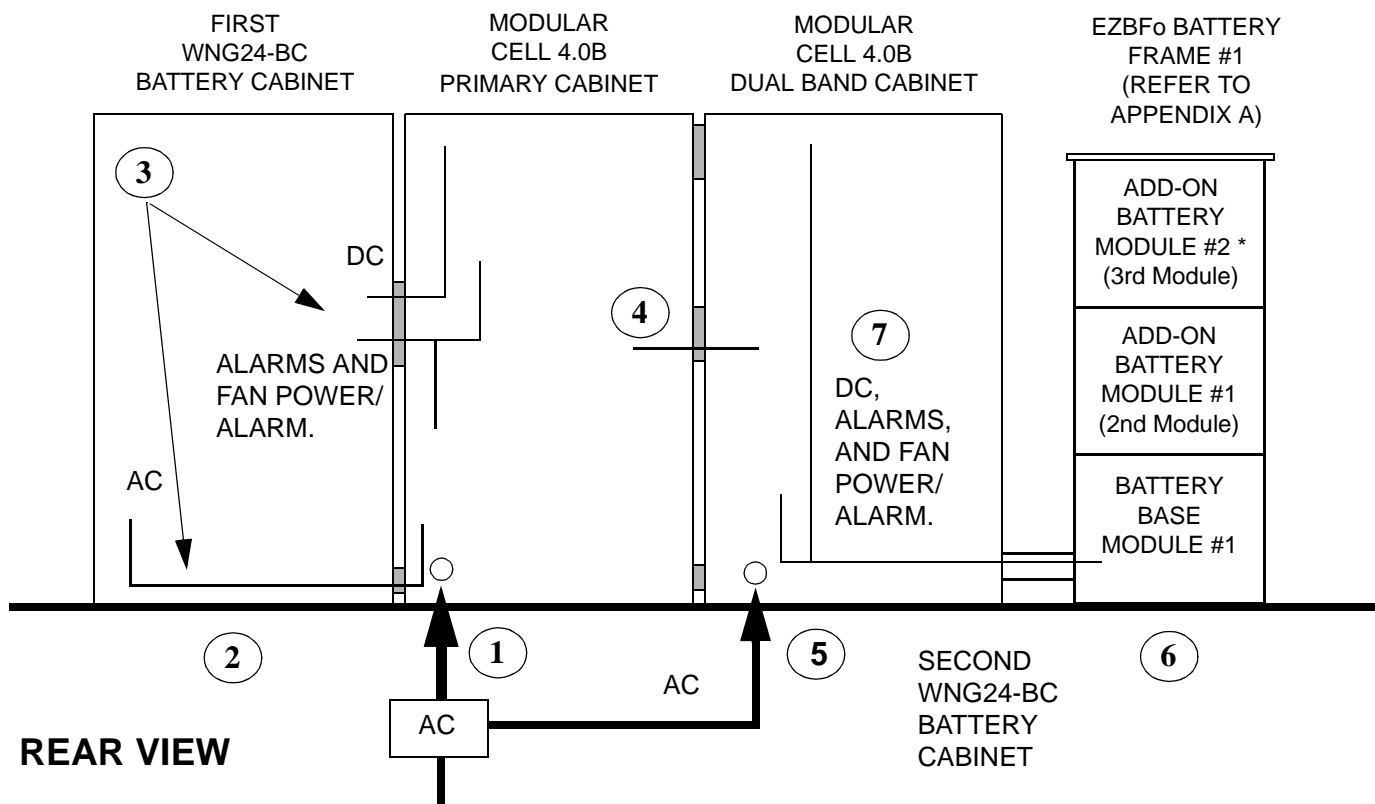 FIRST
WNG24-BC
BATTERY CABINET
MODULAR
CELL 4.0B
PRIMARY CABINET
MODULAR
CELL 4.0B
DUAL BAND CABINET
EZBFo BATTERY
FRAME #1
(REFER TO
APPENDIX A)
3
DC
ALARMS AND
FAN POWER/
ALARM.
AC
4
7
DC,
ALARMS,
AND FAN
POWER/
ALARM.
ADD-ON
BATTERY
MODULE #2 *
(3rd Module)
ADD-ON
BATTERY
MODULE #1
(2nd Module)
BATTERY
BASE
MODULE #1
2
1
5
6
AC
AC
SECOND
WNG24-BC
BATTERY
CABINET
REAR VIEW